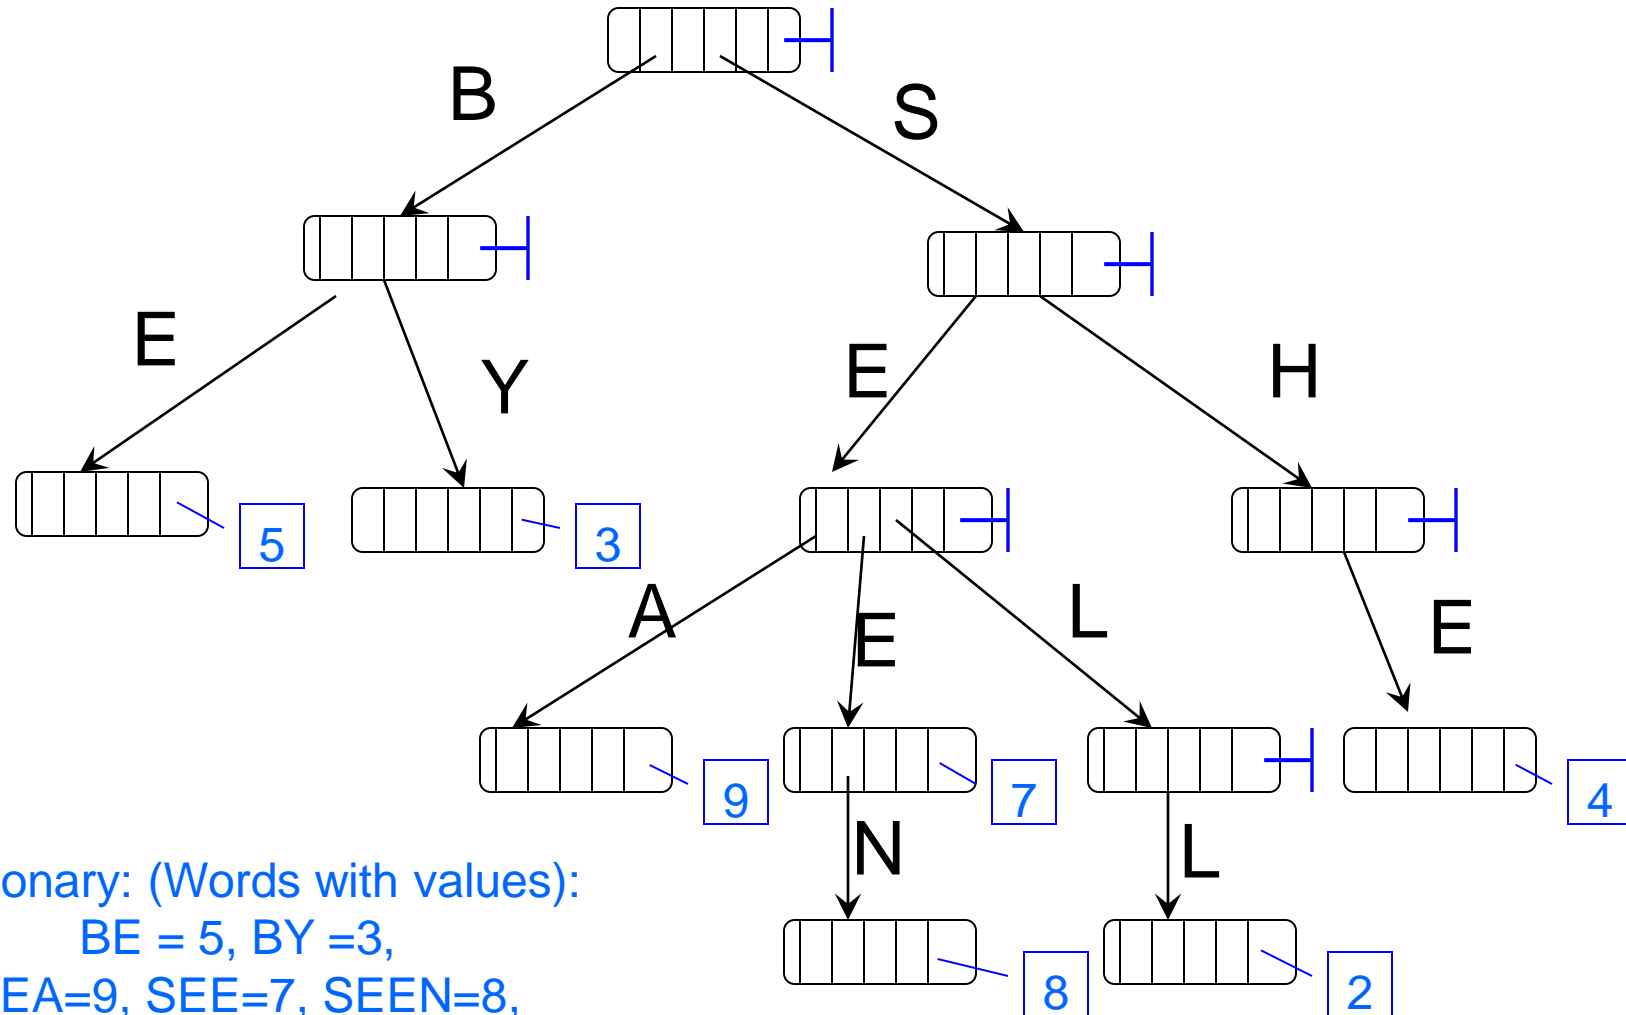 B
S
E
Y
E
H
5
3
A
E
L
E
9
7
4
N
L
onary: (Words with values):
BE = 5, BY =3,
EA=9, SEE=7, SEEN=8,
8
2